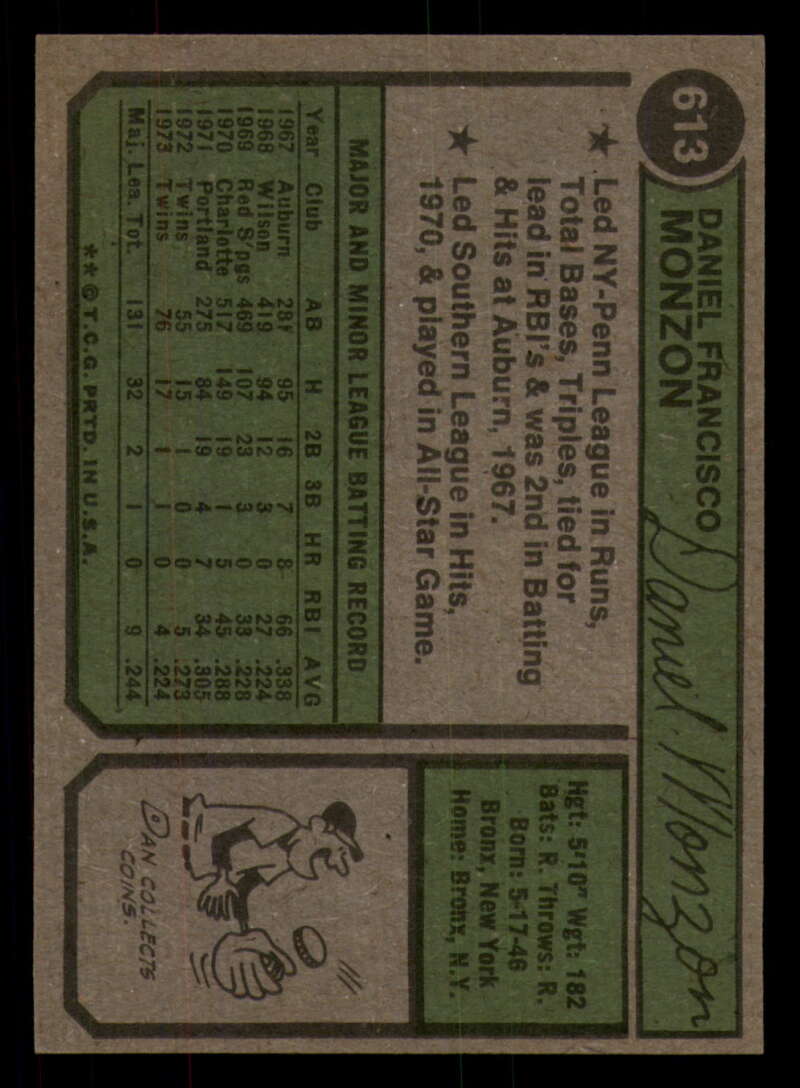 613
DANIEL FRANCISCO
MONZON
Daniel Monzon
★ Led NY-Penn League in Runs,
Total Bases, Triples, tied for
lead in RBI's & was 2nd in Batting
& Hits at Auburn, 1967.
★ Led Southern League in Hits,
1970, & played in All-Star Game.
MAJOR AND MINOR LEAGUE BATTING RECORD
Year Club AB H 2B 3B HR RBI AVG
1967 Auburn 281 95 16 7 8 66 .338
1968 Wilson 419 94 12 3 0 27 .224
1969 Red S'pgs 469 107 23 3 0 33 .228
1970 Charlotte 517 149 19 1 5 45 .288
1971 Portland 275 84 19 4 7 34 .305
1972 Twins 55 15 1 0 0 5 .273
1973 Twins 76 17 1 1 0 4 .224
Maj. Lea. Tot. 131 32 2 1 0 9 .244
**©T.C.G. PRTD. IN U.S.A.
Hgt: 5'10" Wgt: 182
Bats: R. Throws: R.
Born: 5-17-46
Bronx, New York
Home: Bronx, N.Y.
DAN COLLECTS
COINS.